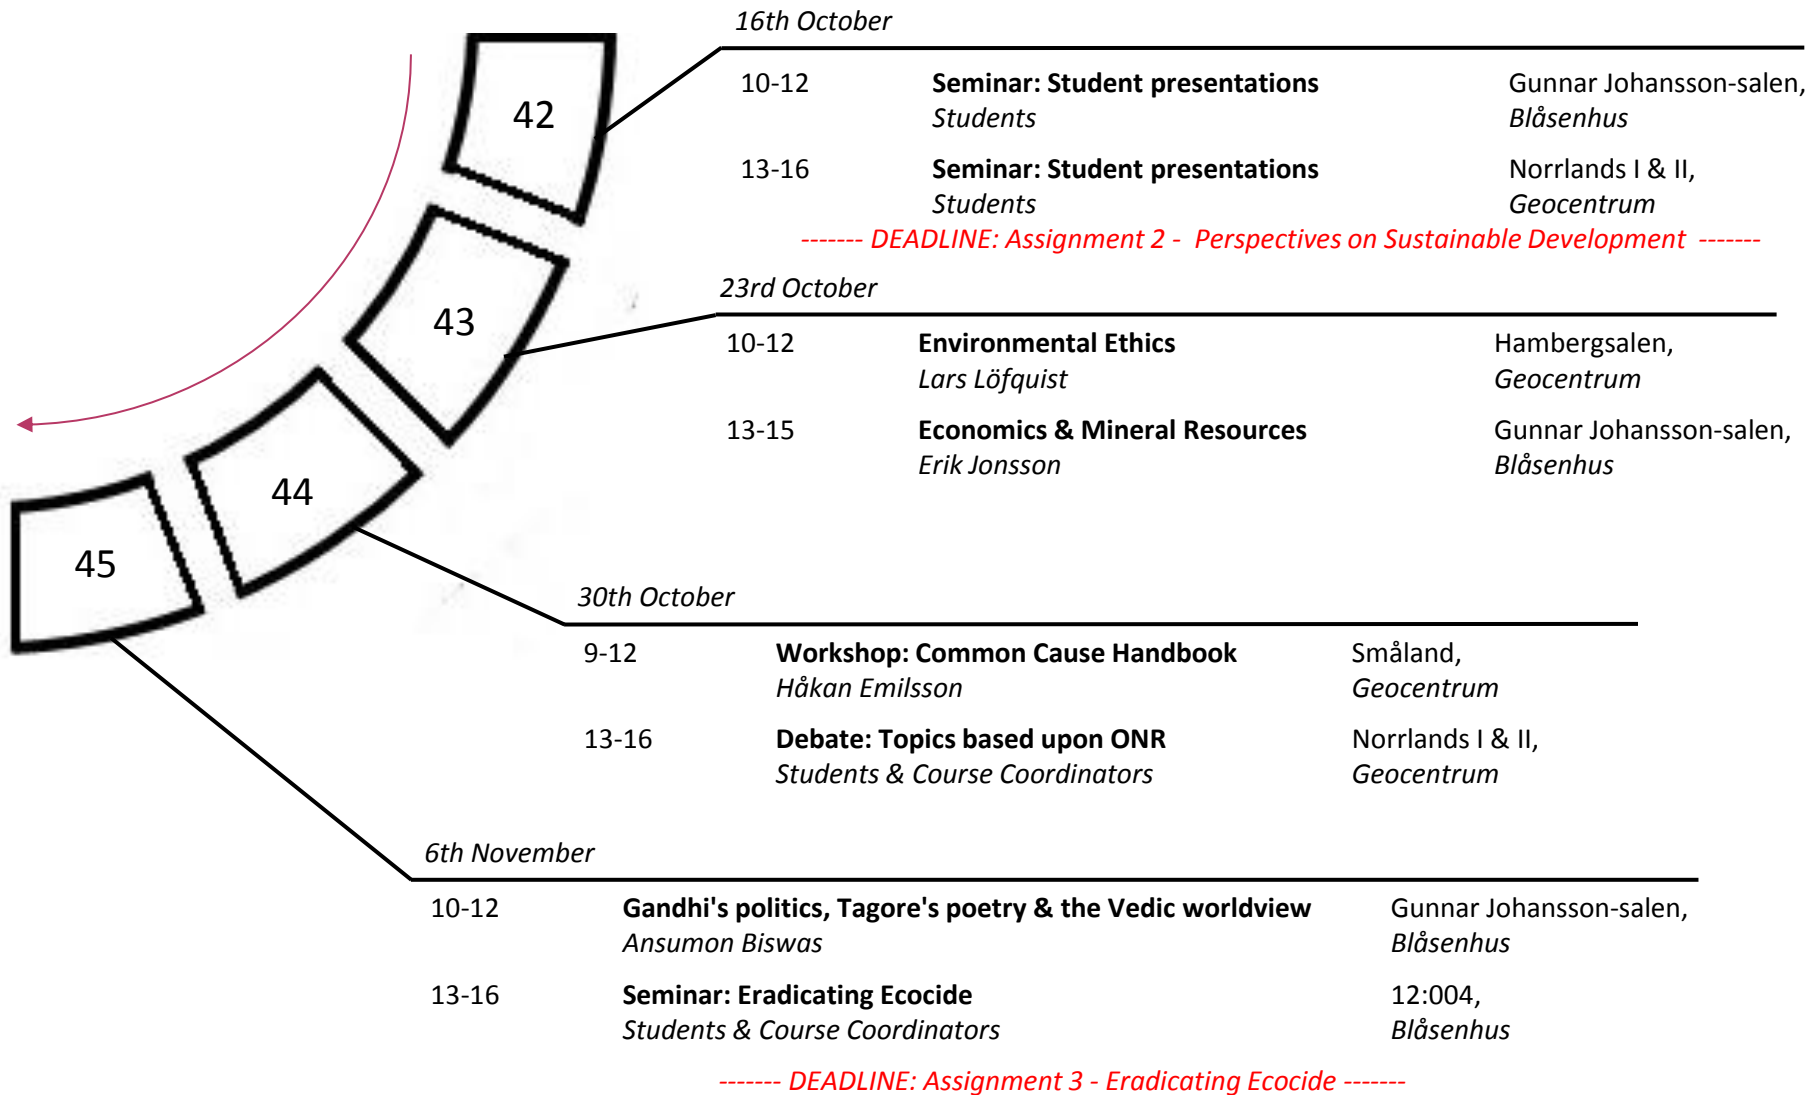 16th October
42
10-12 Seminar: Student presentations Gunnar Johansson-salen,
Students Blåsenhus
13-16 Seminar: Student presentations Norrlands I & II,
Students Geocentrum
------- DEADLINE: Assignment 2 - Perspectives on Sustainable Development -------
23rd October
43
10-12 Environmental Ethics Hambergsalen,
Lars Löfquist Geocentrum
13-15 Economics & Mineral Resources Gunnar Johansson-salen,
Erik Jonsson Blåsenhus
44
30th October
9-12 Workshop: Common Cause Handbook Småland,
Håkan Emilsson Geocentrum
13-16 Debate: Topics based upon ONR Norrlands I & II,
Students & Course Coordinators Geocentrum
45
6th November
10-12 Gandhi's politics, Tagore's poetry & the Vedic worldview Gunnar Johansson-salen,
Ansumon Biswas Blåsenhus
13-16 Seminar: Eradicating Ecocide 12:004,
Students & Course Coordinators Blåsenhus
------- DEADLINE: Assignment 3 - Eradicating Ecocide -------